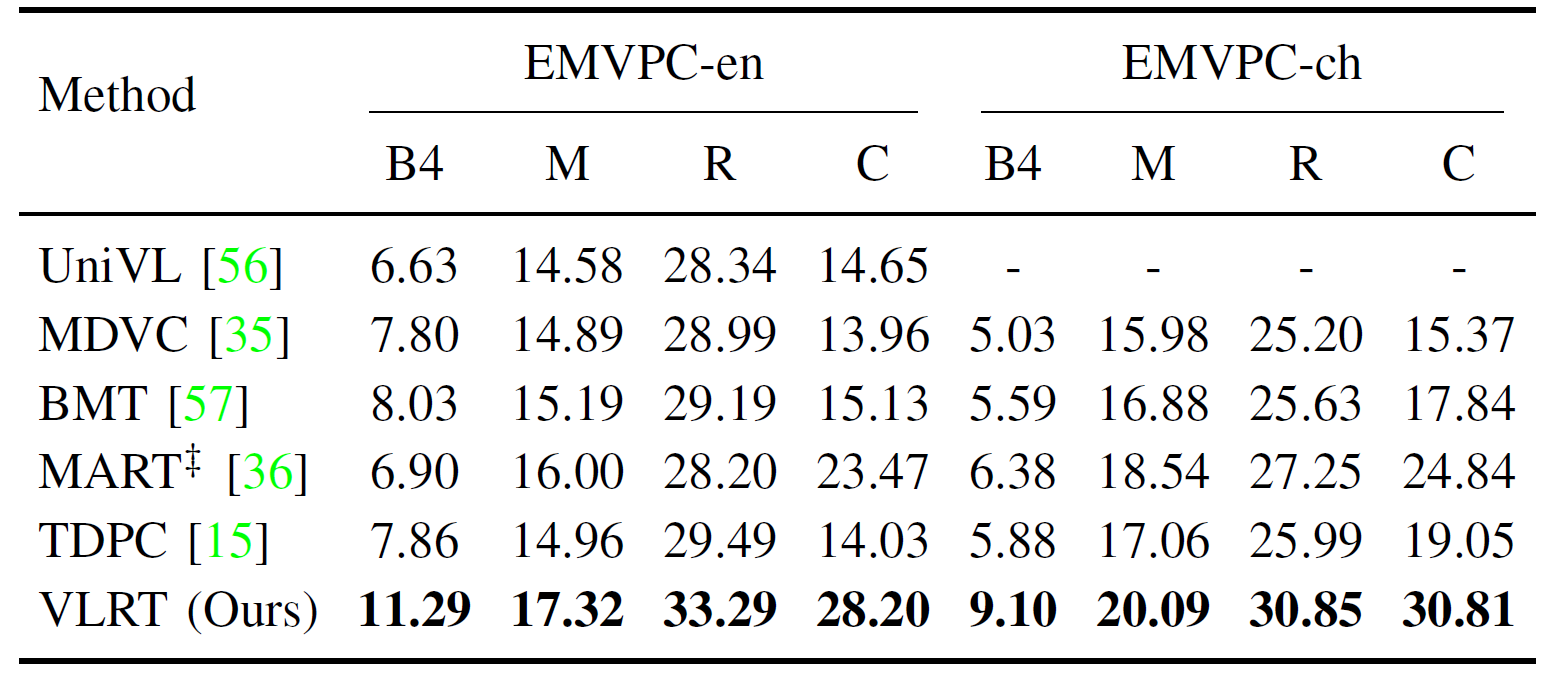 Method EMVPC-en EMVPC-ch
B4 M R C B4 M R C
UniVL [56] 6.63 14.58 28.34 14.65 - - - -
MDVC [35] 7.80 14.89 28.99 13.96 5.03 15.98 25.20 15.37
BMT [57] 8.03 15.19 29.19 15.13 5.59 16.88 25.63 17.84
MART‡ [36] 6.90 16.00 28.20 23.47 6.38 18.54 27.25 24.84
TDPC [15] 7.86 14.96 29.49 14.03 5.88 17.06 25.99 19.05
VLRT (Ours) 11.29 17.32 33.29 28.20 9.10 20.09 30.85 30.81